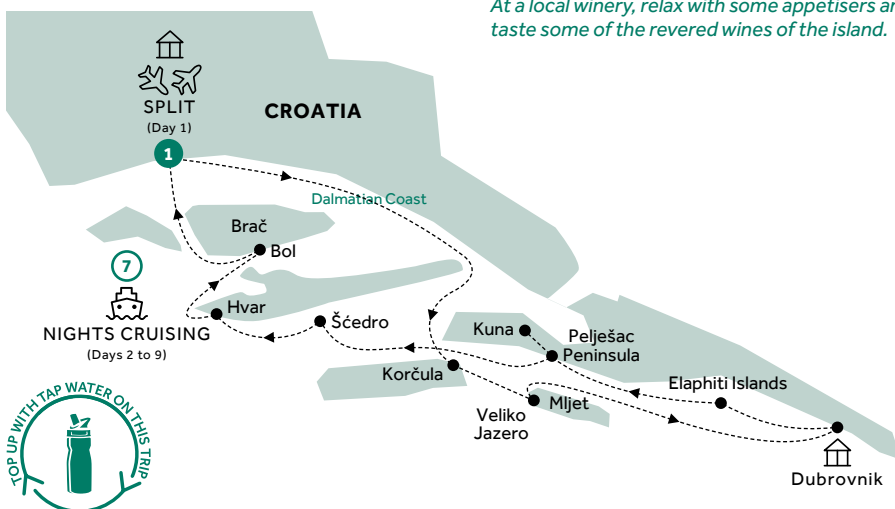 At a local winery, relax with some appetisers an
taste some of the revered wines of the island.
SPLIT
(Day 1)
CROATIA
1
Dalmatian Coast
Brač
Bol
7
NIGHTS CRUISING
(Days 2 to 9)
Hvar
Šćedro
Kuna
Pelješac
Peninsula
Korčula
Elaphiti Islands
Veliko
Jazero
Mljet
Dubrovnik
TOP UP WITH TAP WATER ON THIS TRIP